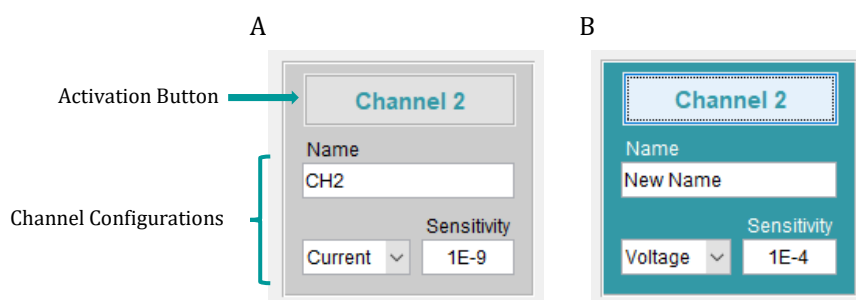 A
B
Activation Button
Channel 2
Channel 2
Name
CH2
Name
New Name
Channel Configurations
Sensitivity
Current
1E-9
Sensitivity
Voltage
1E-4